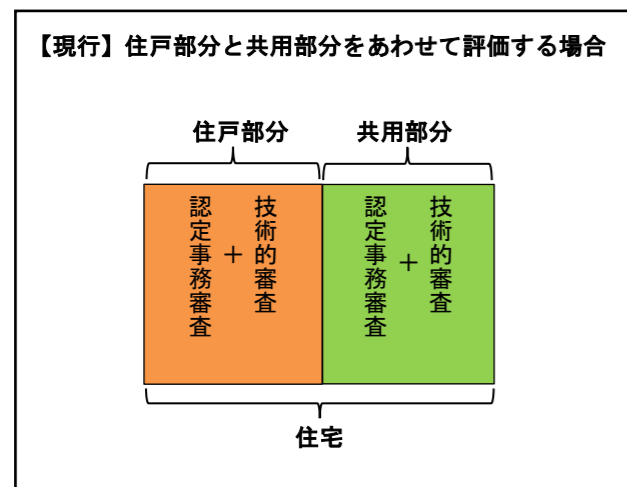 【現行】住戸部分と共用部分をあわせて評価する場合
住戸部分
共用部分
技術的審査
＋
認定事務審査
技術的審査
＋
認定事務審査
住宅